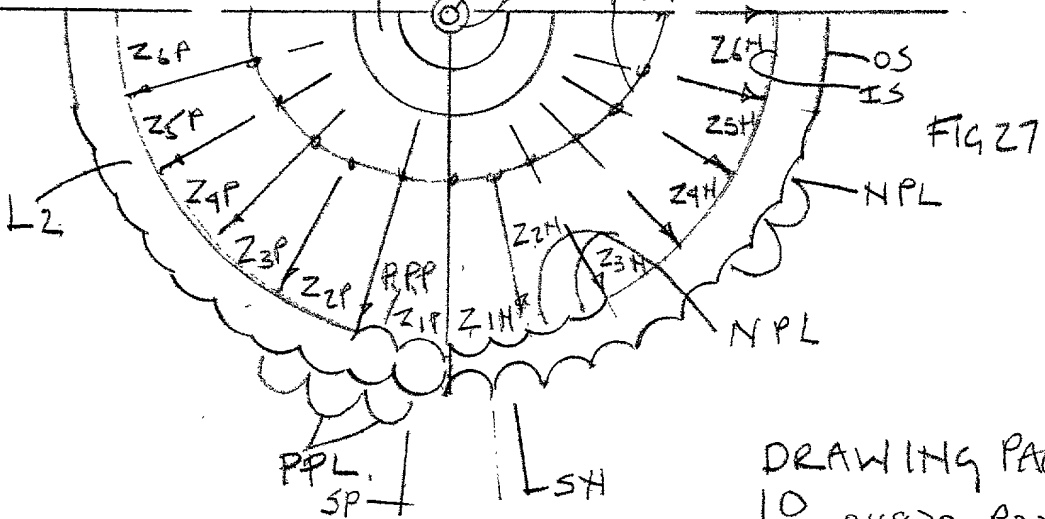 Z6P
Z6H
OS
IS
Z5P
Z5H
FIG 27
L2
Z4P
Z4H
NPL
Z3P
Z2H
Z3H
Z2P
PPP
Z1P
Z1H
NPL
PPL.
SP
SH
DRAWING
10